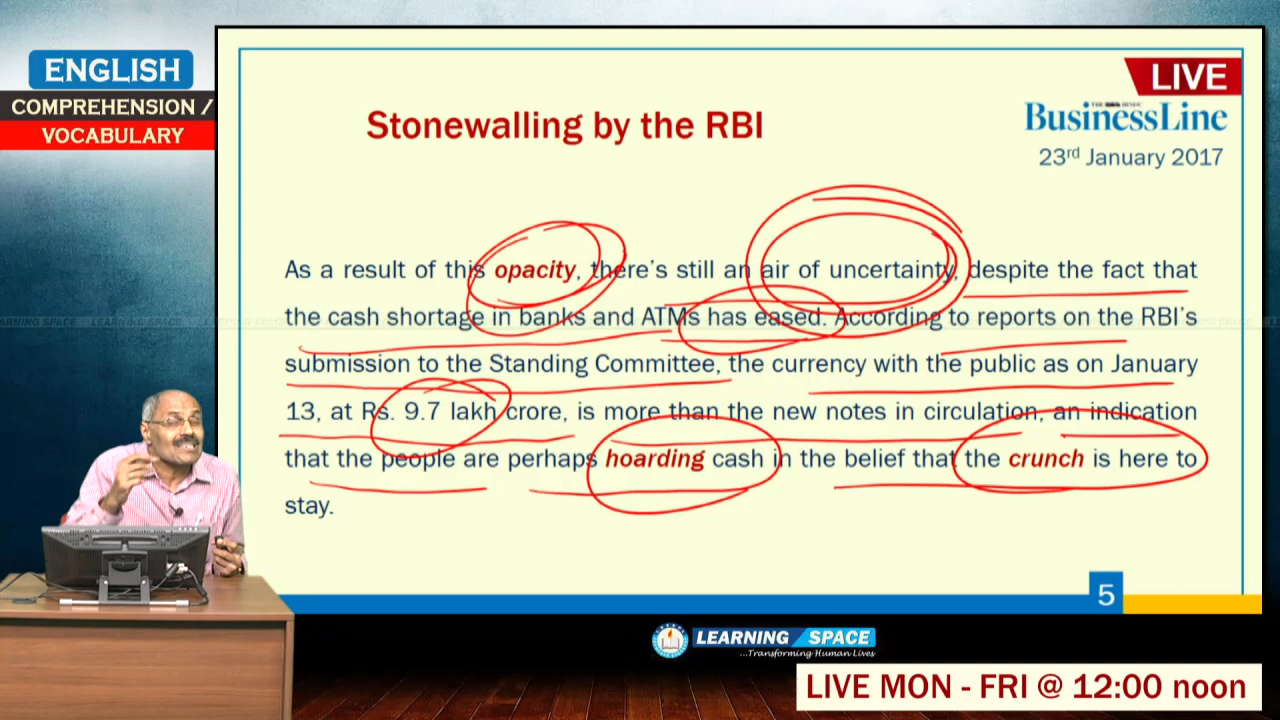 ENGLISH
COMPREHENSION /
VOCABULARY
LIVE
BusinessLine
23rd January 2017
Stonewalling by the RBI
As a result of this opacity, there's still an air of uncertainty, despite the fact that
the cash shortage in banks and ATMs has eased. According to reports on the RBI's
submission to the Standing Committee, the currency with the public as on January
13, at Rs. 9.7 lakh crore, is more than the new notes in circulation, an indication
that the people are perhaps hoarding cash in the belief that the crunch is here to
stay.
5
LEARNING SPACE
...Transforming Human Lives
LIVE MON - FRI @ 12:00 noon